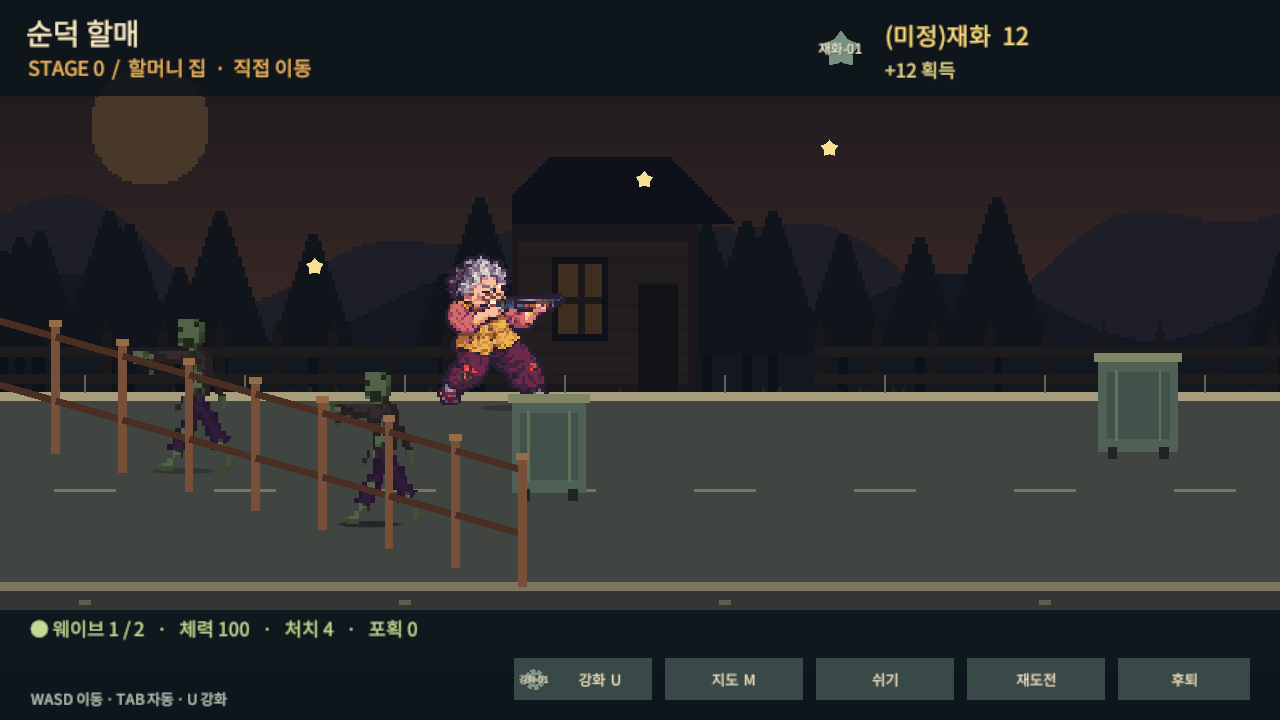 순덕 할매
STAGE 0 / 할머니 집 · 직접 이동
재화-01
(미정)재화 12
+12 획득
웨이브 1 / 2 · 체력 100 · 처치 4 · 포획 0
WASD 이동 · TAB 자동 · U 강화
강화-01
강화 U
지도 M
쉬기
재도전
후퇴